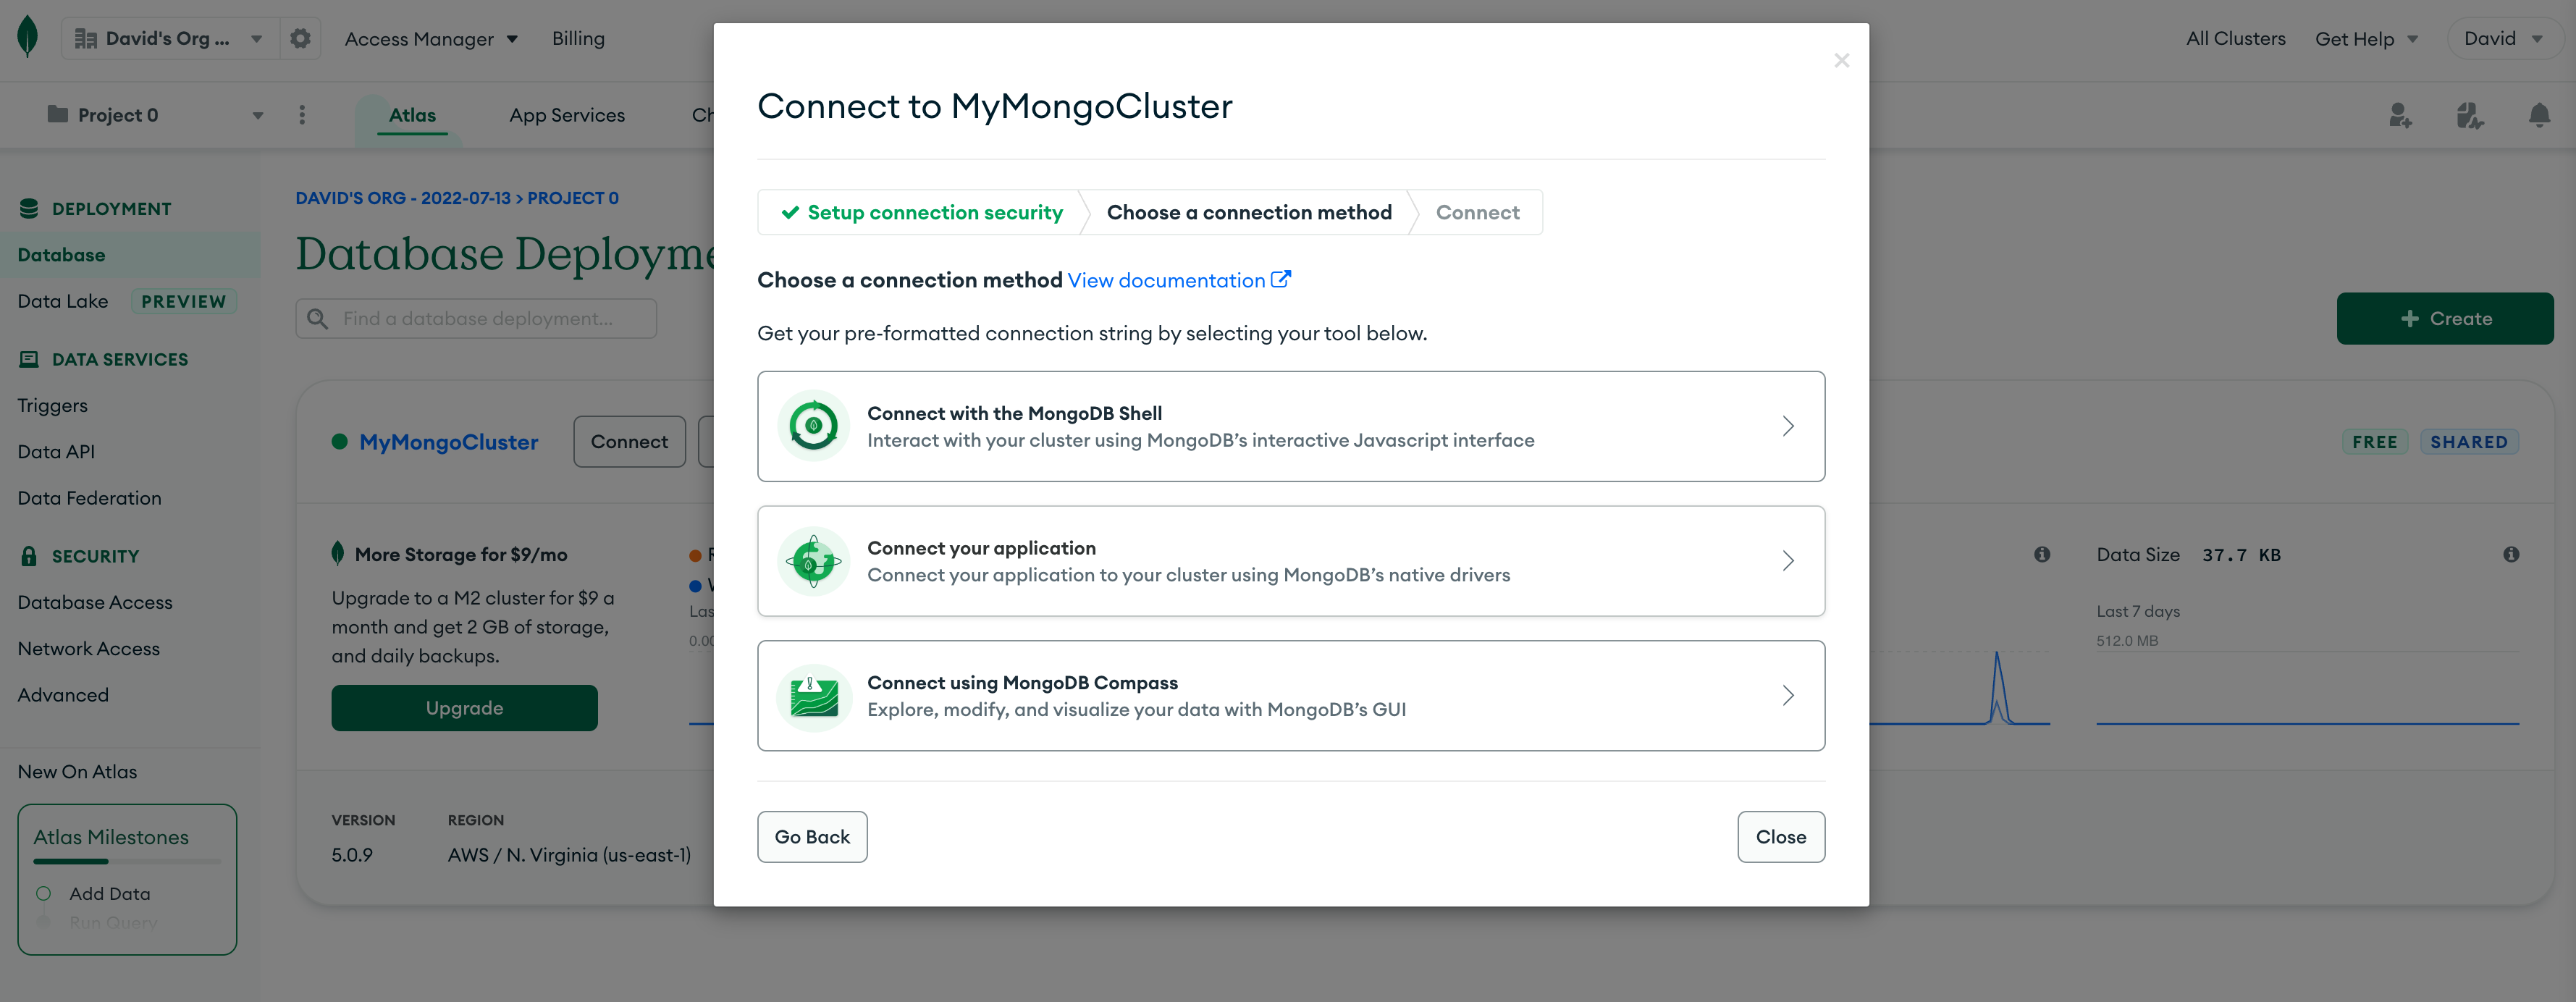 David's Org ...
Access Manager
Billing
All Clusters
Get Help
David
Project 0
Atlas
App Services
DEPLOYMENT
Database
Data Lake PREVIEW
DATA SERVICES
Triggers
Data API
Data Federation
SECURITY
Database Access
Network Access
Advanced
New On Atlas
Atlas Milestones
Add Data
Run Query
DAVID'S ORG - 2022-07-13 > PROJECT 0
Database Deployme
Find a database deployment...
+ Create
MyMongoCluster
Connect
FREE SHARED
More Storage for $9/mo
Upgrade to a M2 cluster for $9 a
month and get 2 GB of storage,
and daily backups.
Upgrade
Las
0.00
Data Size 37.7 KB
Last 7 days
512.0 MB
VERSION
5.0.9
REGION
AWS / N. Virginia (us-east-1)
Connect to MyMongoCluster
Setup connection security
Choose a connection method
Connect
Choose a connection method View documentation
Get your pre-formatted connection string by selecting your tool below.
Connect with the MongoDB Shell
Interact with your cluster using MongoDB’s interactive Javascript interface
Connect your application
Connect your application to your cluster using MongoDB’s native drivers
Connect using MongoDB Compass
Explore, modify, and visualize your data with MongoDB’s GUI
Go Back
Close